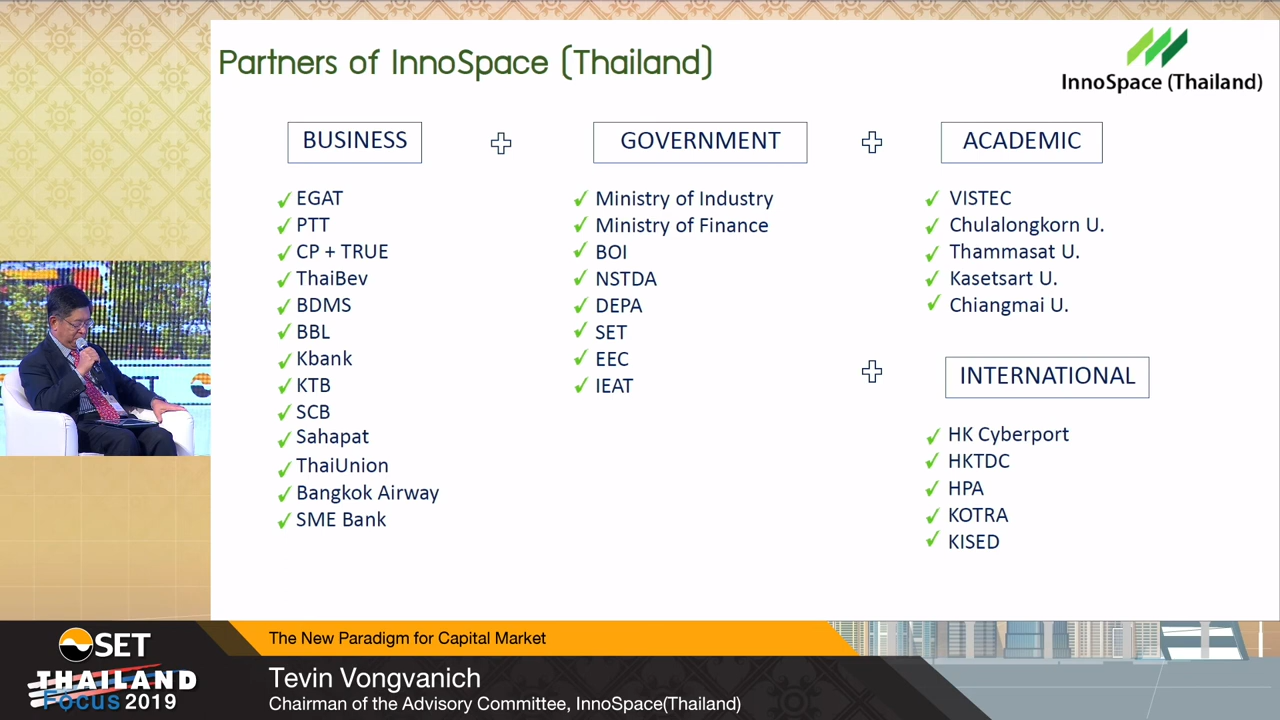 Partners of InnoSpace (Thailand)
InnoSpace (Thailand)
BUSINESS
EGAT
PTT
CP + TRUE
ThaiBev
BDMS
BBL
Kbank
KTB
SCB
Sahapat
ThaiUnion
Bangkok Airway
SME Bank
GOVERNMENT
Ministry of Industry
Ministry of Finance
BOI
NSTDA
DEPA
SET
EEC
IEAT
ACADEMIC
VISTEC
Chulalongkorn U.
Thammasat U.
Kasetsart U.
Chiangmai U.
INTERNATIONAL
HK Cyberport
HKTDC
HPA
KOTRA
KISED
SET
SET
THAILAND
FOCUS 2019
The New Paradigm for Capital Market
Tevin Vongvanich
Chairman of the Advisory Committee, InnoSpace(Thailand)